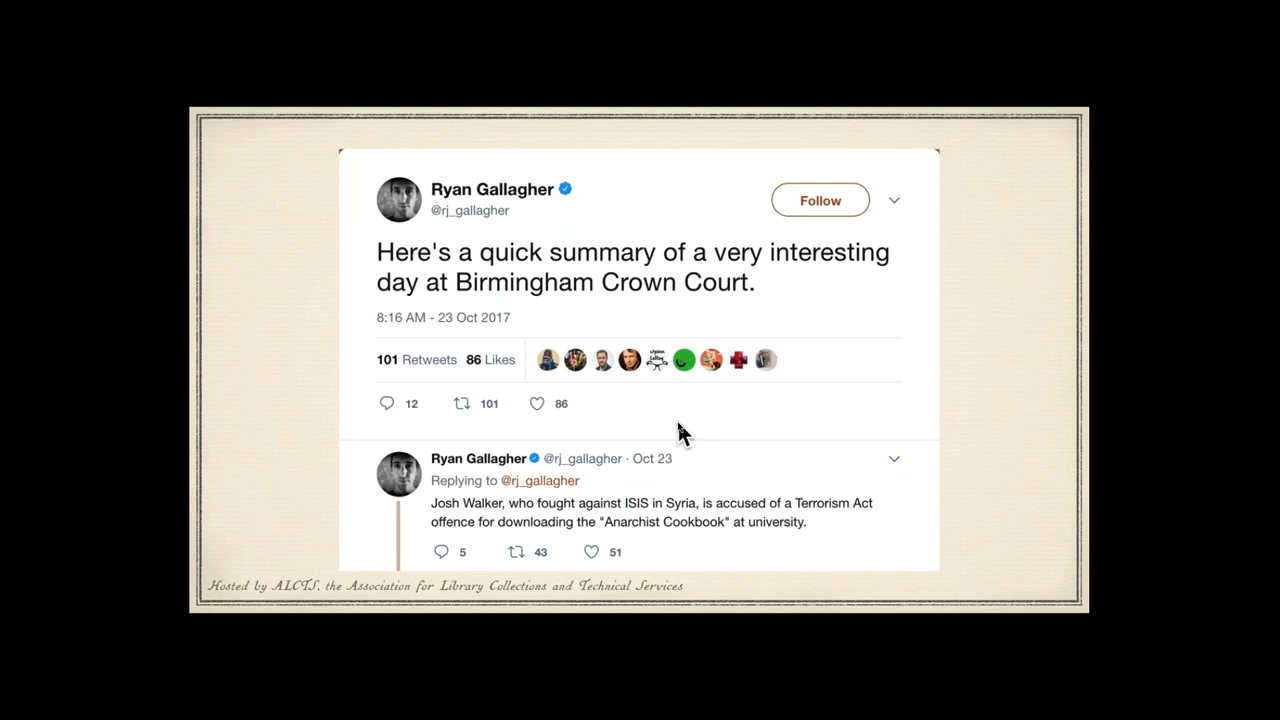 Ryan Gallagher
@rj_gallagher
Follow
Here's a quick summary of a very interesting
day at Birmingham Crown Court.
8:16 AM - 23 Oct 2017
101 Retweets 86 Likes
12 101 86
Ryan Gallagher @rj_gallagher · Oct 23
Replying to @rj_gallagher
Josh Walker, who fought against ISIS in Syria, is accused of a Terrorism Act
offence for downloading the "Anarchist Cookbook" at university.
5 43 51
Hosted by ALCTS, the Association for Library Collections and Technical Services